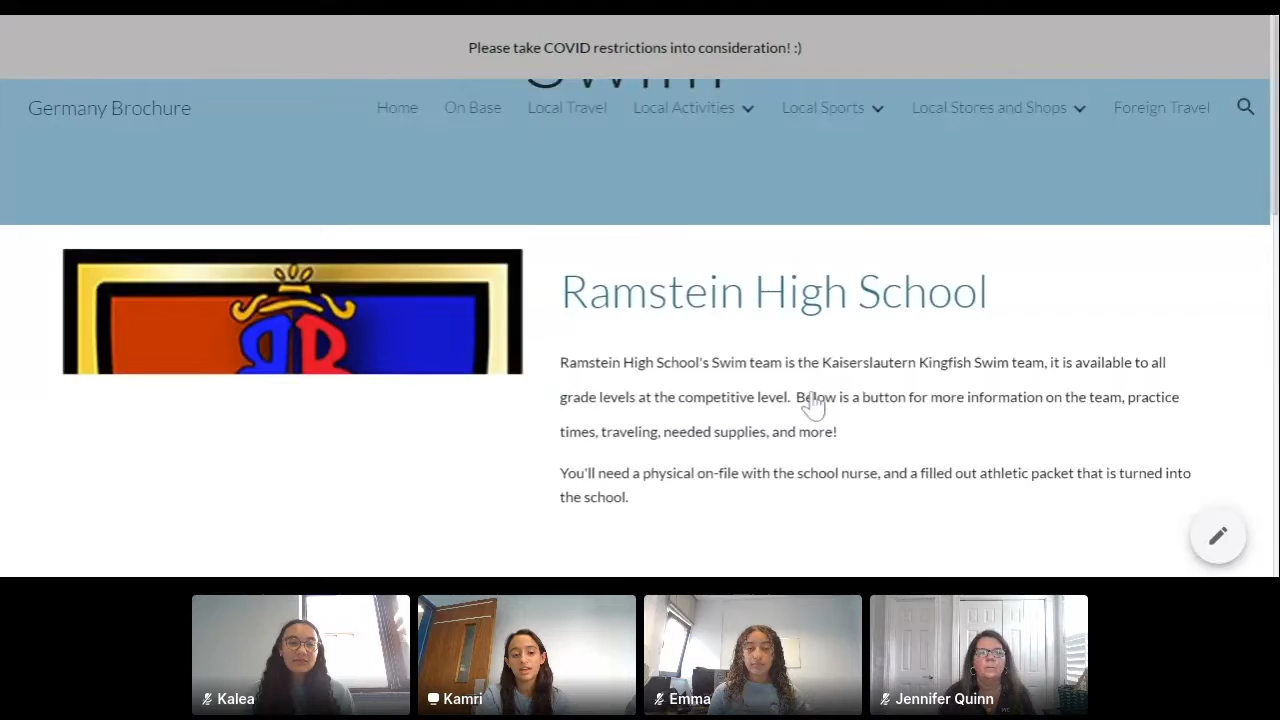 Please take COVID restrictions into consideration! :)
Swim
Germany Brochure
Home
On Base
Local Travel
Local Activities
Local Sports
Local Stores and Shops
Foreign Travel
Ramstein High School
Ramstein High School's Swim team is the Kaiserslautern Kingfish Swim team, it is available to all
grade levels at the competitive level. Below is a button for more information on the team, practice
times, traveling, needed supplies, and more!
You'll need a physical on-file with the school nurse, and a filled out athletic packet that is turned into
the school.
Kalea
Kamri
Emma
Jennifer Quinn